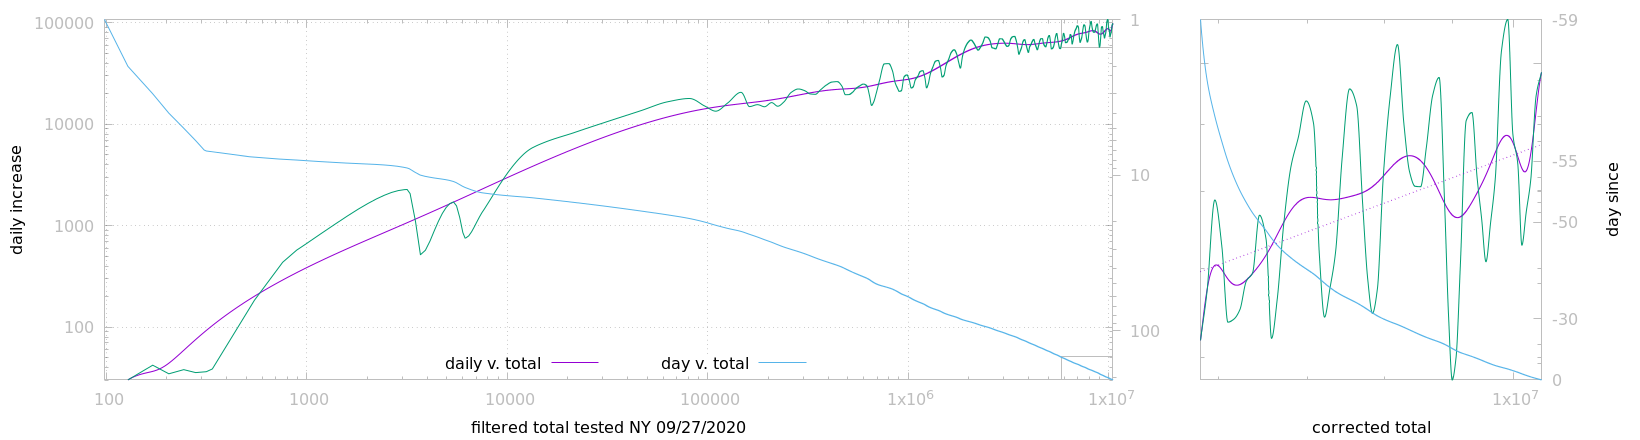 100000
10000
1000
100
daily increase
1
10
100
daily v. total
day v. total
100
1000
10000
100000
1x10⁶
1x10⁷
filtered total tested NY 09/27/2020
-59
-55
-50
-30
0
day since
1x10⁷
corrected total